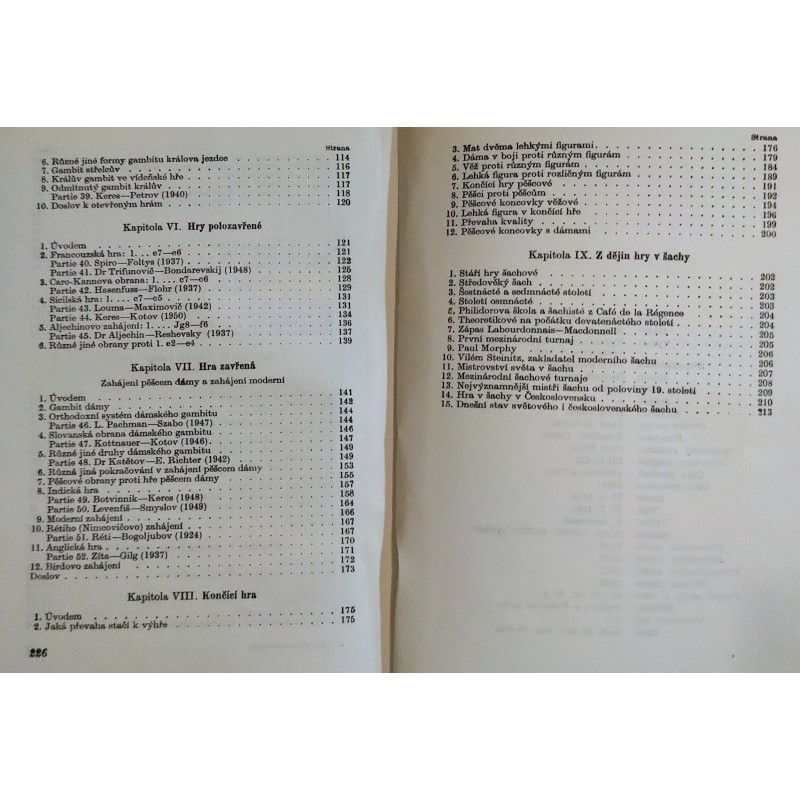 Strana
6. Různé jiné formy gambitu králova jezdce 114
7. Gambit střelcův 116
8. Králův gambit ve vídeňské hře 117
9. Odmítnutý gambit králův 117
Partie 39. Keres—Petrov (1940) 118
10. Doslov k otevřeným hrám 120
Kapitola VI. Hry polozavřené
1. Úvodem 121
2. Francouzská hra: 1. ... e7—e6 121
Partie 40. Spiro—Foltys (1937) 122
Partie 41. Dr Trifunovič—Bondarevskij (1948) 125
3. Caro-Kannova obrana: 1. ... c7—c6 128
Partie 42. Hasenfuss—Flohr (1937) 129
4. Sicilská hra: 1. ... c7—c5 131
Partie 43. Louma—Maximovič (1942) 131
Partie 44. Keres—Kotov (1950) 134
5. Aljechinovo zahájení: 1. ... Jg8—f6 136
Partie 45. Dr Aljechin—Reshevsky (1937) 137
6. Různé jiné obrany proti 1. e2—e4 139
Kapitola VII. Hra zavřená
Zahájení pěšcem dámy a zahájení moderní
1. Úvodem 141
2. Gambit dámy 142
3. Orthodoxní systém dámského gambitu 144
Partie 46. L. Pachman—Szabo (1947) 144
4. Slovanská obrana dámského gambitu 146
Partie 47. Kottnauer—Kotov (1946) 147
5. Různé jiné druhy dámského gambitu 149
Partie 48. Dr Katětov—E. Richter (1942) 149
6. Různá jiná pokračování v zahájení pěšcem dámy 153
7. Pěšcové obrany proti hře pěšcem dámy 155
8. Indická hra 157
Partie 49. Botvinnik—Keres (1948) 158
Partie 50. Levenfiš—Smyslov (1949) 164
9. Moderní zahájení 166
10. Rétiho (Nimcovičovo) zahájení 167
Partie 51. Réti—Bogoljubov (1924) 167
11. Anglická hra 170
Partie 52. Zíta—Gilg (1937) 171
12. Birdovo zahájení 172
Doslov 173
Kapitola VIII. Končící hra
1. Úvodem 175
2. Jaká převaha stačí k výhře 175
226
Strana
3. Mat dvěma lehkými figurami 176
4. Dáma v boji proti různým figurám 179
5. Věž proti různým figurám 184
6. Lehká figura proti rozličným figurám 189
7. Končící hry pěšcové 191
8. Pěšci proti pěšcům 192
9. Pěšcové koncovky věžové 194
10. Lehká figura v končící hře 196
11. Převaha kvality 199
12. Pěšcové koncovky s dámami 200
Kapitola IX. Z dějin hry v šachy
1. Stáří hry šachové 202
2. Středověký šach 202
3. Šestnácté a sedmnácté století 203
4. Století osmnácté 203
5. Philidorova škola a šachisté z Café de la Régence 204
6. Theoretikové na počátku devatenáctého století 204
7. Zápas Labourdonnais—Macdonnell 204
8. První mezinárodní turnaj 205
9. Paul Morphy 206
10. Vilém Steinitz, zakladatel moderního šachu 206
11. Mistrovství světa v šachu 206
12. Mezinárodní šachové turnaje 207
13. Nejvýznamnější mistři šachu od poloviny 19. století 208
14. Hra v šachy v Československu 209
15. Dnešní stav světového i československého šachu 210
213